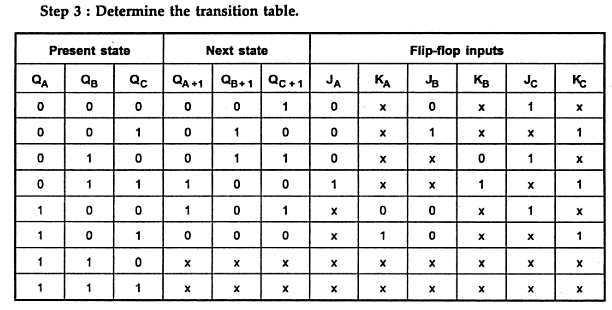 Step 3 : Determine the transition table.
Present state Next state Flip-flop inputs
QA QB QC QA+1 QB+1 QC+1 JA KA JB KB JC KC
0 0 0 0 0 1 0 x 0 x 1 x
0 0 1 0 1 0 0 x 1 x x 1
0 1 0 0 1 1 0 x x 0 1 x
0 1 1 1 0 0 1 x x 1 x 1
1 0 0 1 0 1 x 0 0 x 1 x
1 0 1 0 0 0 x 1 0 x x 1
1 1 0 x x x x x x x x x
1 1 1 x x x x x x x x x